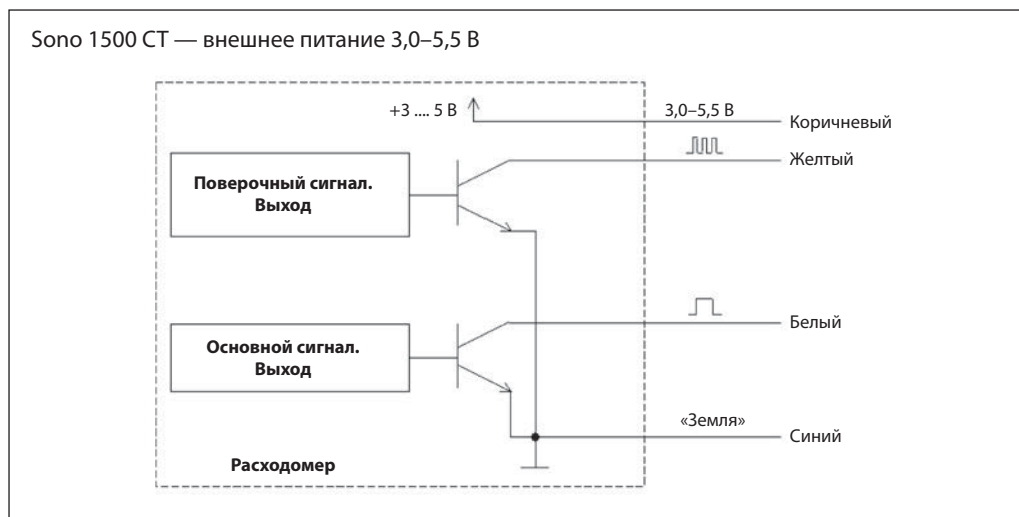 Sono 1500 CT — внешнее питание 3,0–5,5 В
+3 .... 5 В
3,0–5,5 В
Коричневый
Желтый
Поверочный сигнал.
Выход
Белый
Основной сигнал.
Выход
«Земля»
Синий
Расходомер